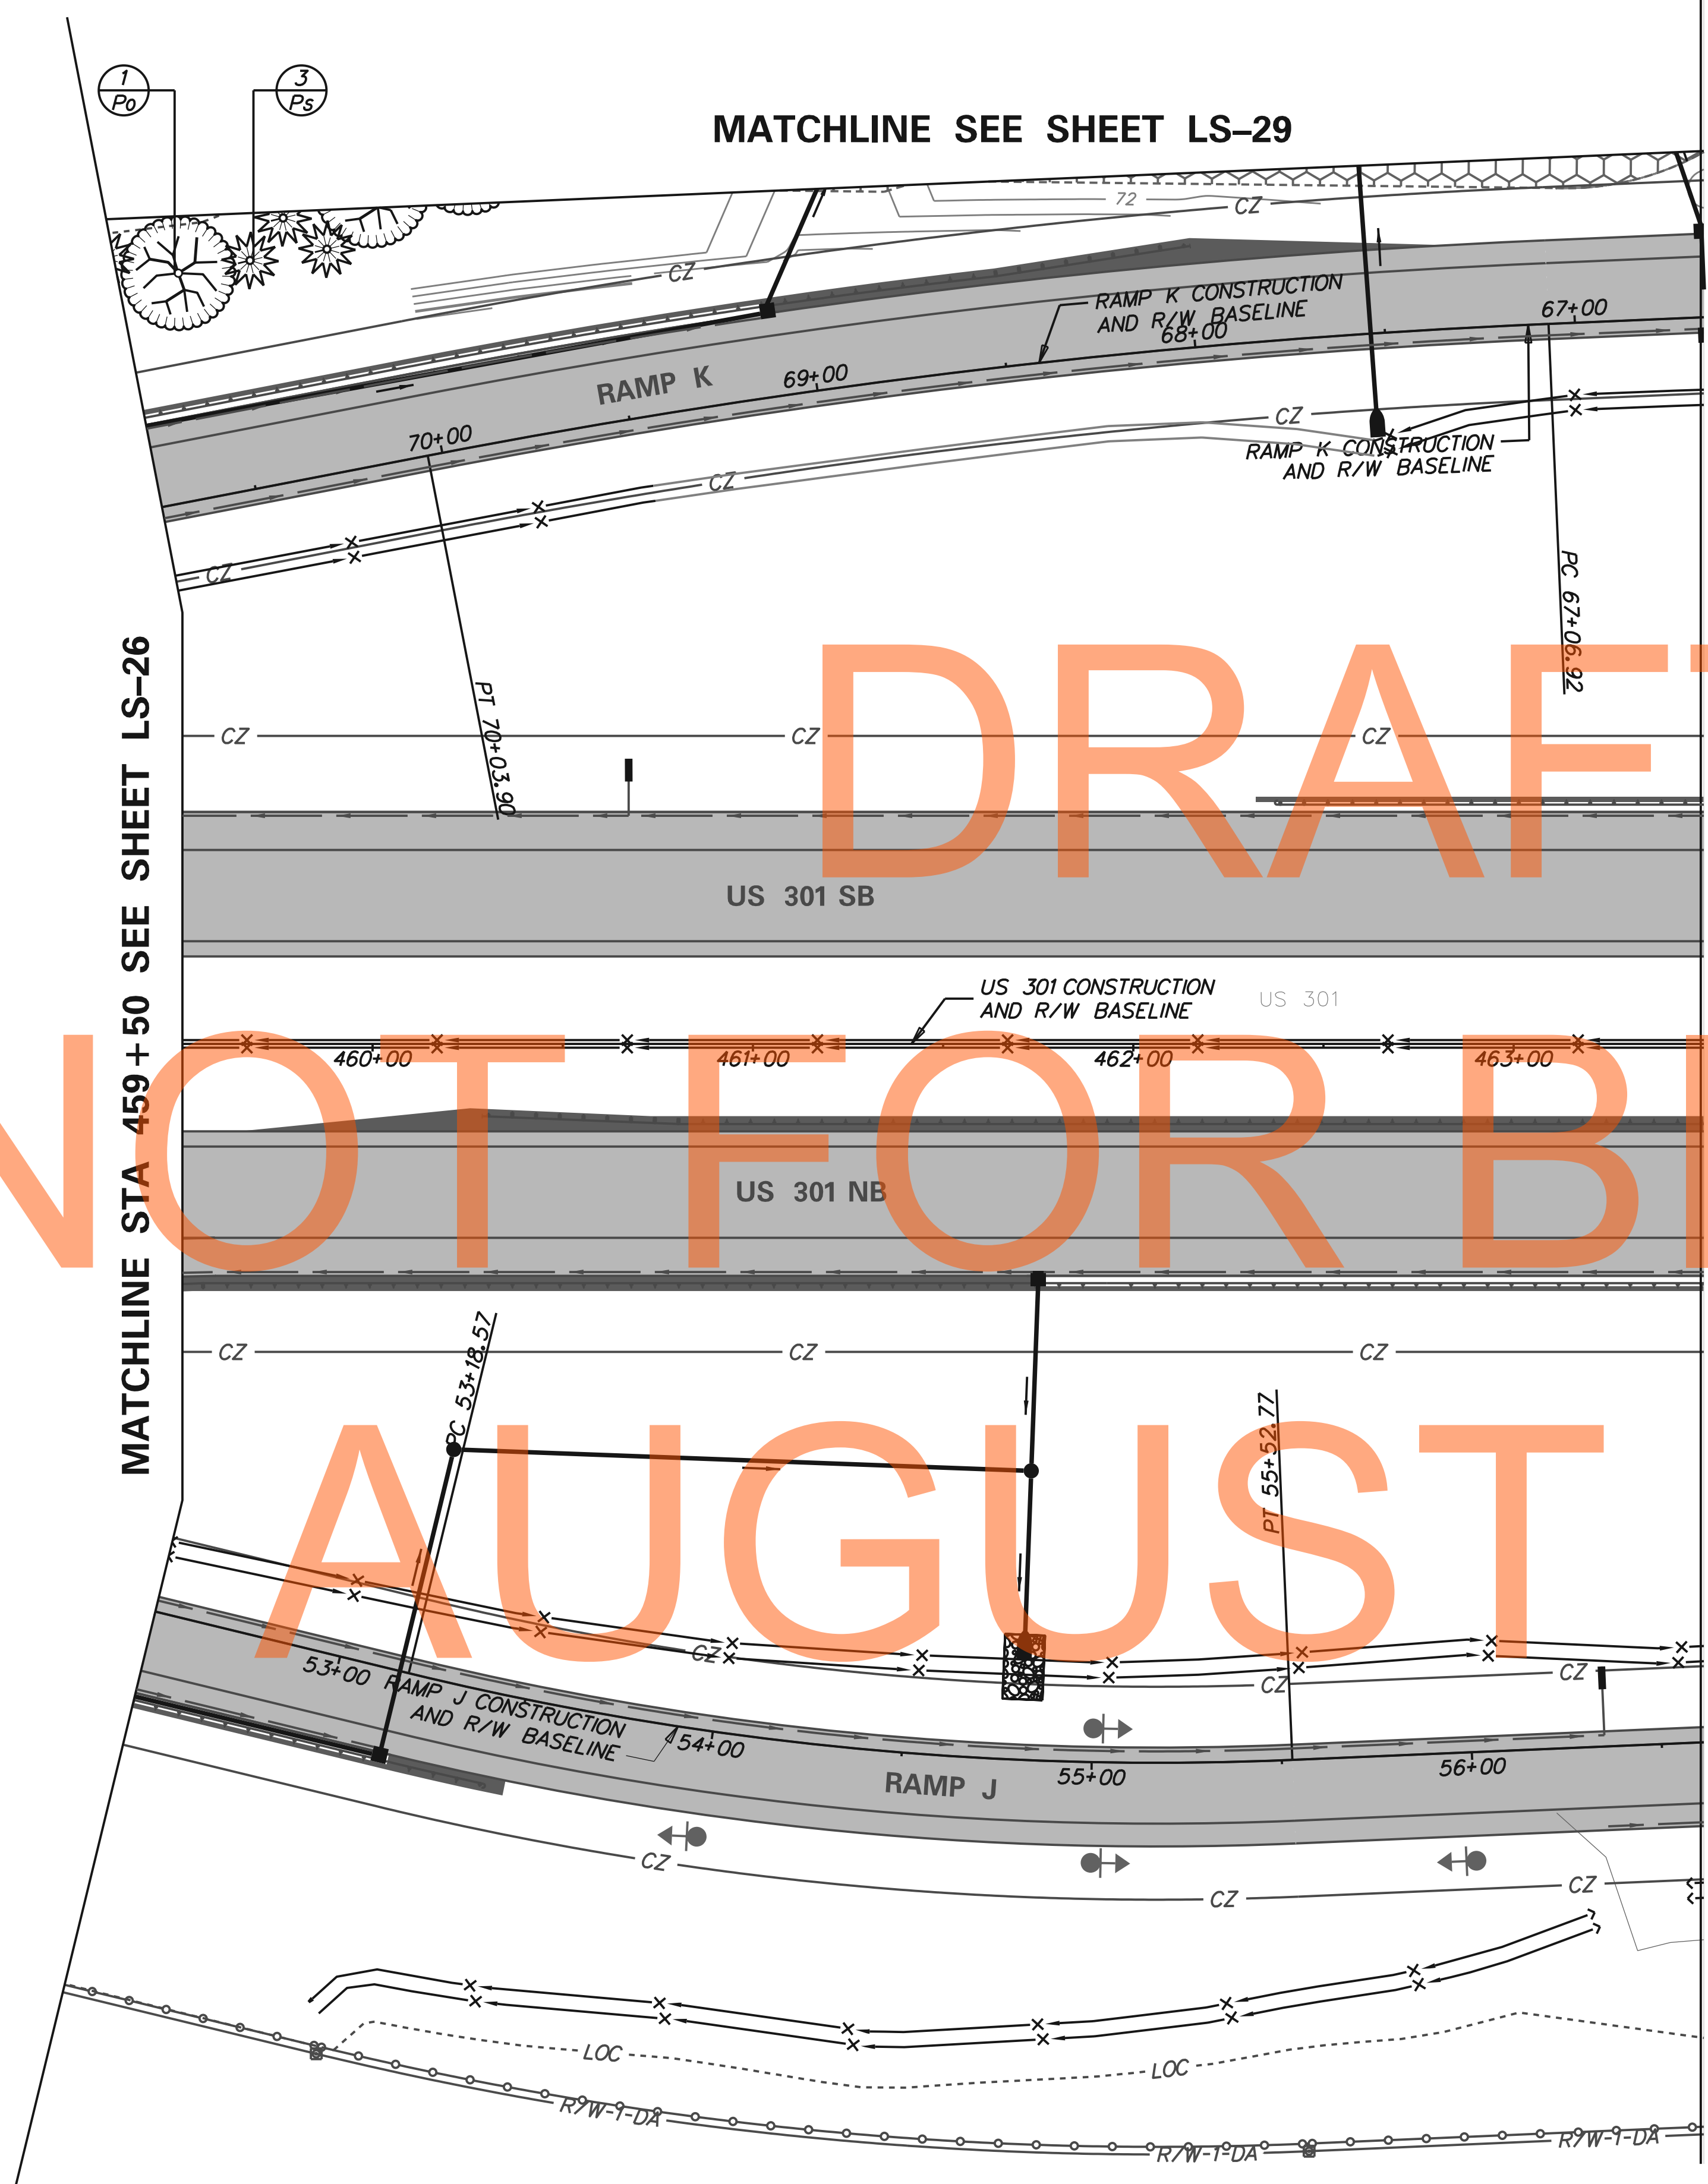 1
Po
3
Ps
MATCHLINE SEE SHEET LS-29
72
CZ
CZ
RAMP K CONSTRUCTION
AND R/W BASELINE
67+00
68+00
RAMP K
69+00
70+00
CZ
RAMP K CONSTRUCTION
AND R/W BASELINE
CZ
CZ
PC 67+06.92
PT 70+03.90
MATCHLINE STA 459+50 SEE SHEET LS-26
DRAF
CZ
CZ
CZ
US 301 SB
US 301 CONSTRUCTION
AND R/W BASELINE
US 301
460+00
461+00
462+00
463+00
NOT FOR BI
US 301 NB
CZ
CZ
CZ
PC 53+18.57
PT 55+52.77
AUGUST
CZ
CZ
CZ
53+00
RAMP J CONSTRUCTION
AND R/W BASELINE
54+00
55+00
56+00
RAMP J
CZ
CZ
CZ
LOC
LOC
R/W-1-DA
R/W-1-DA
R/W-1-DA